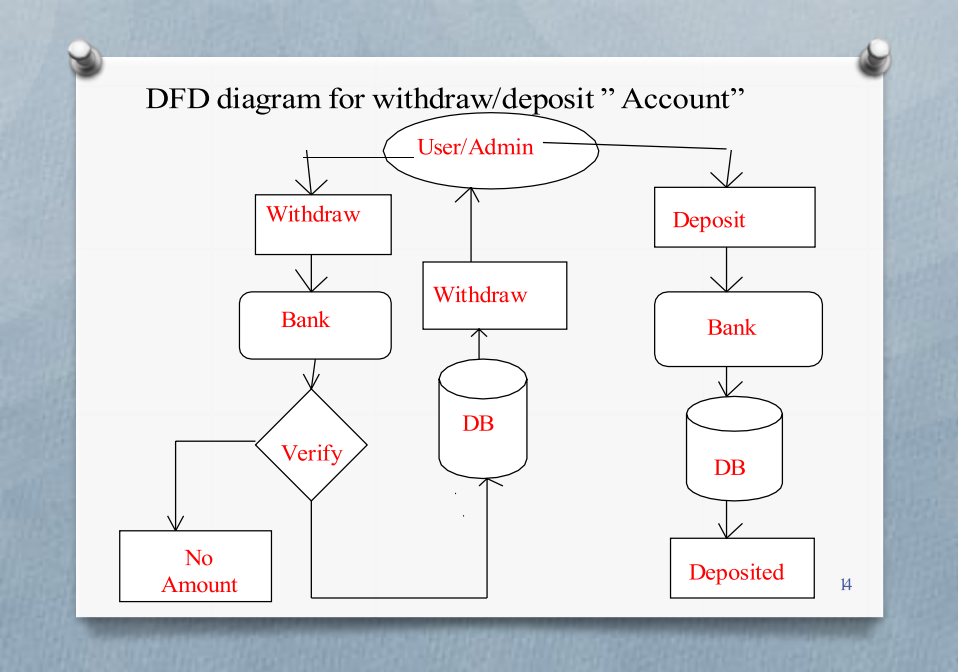 DFD diagram for withdraw/deposit ” Account”
User/Admin
Withdraw
Deposit
Withdraw
Bank
Bank
DB
Verify
DB
No
Amount
Deposited
14